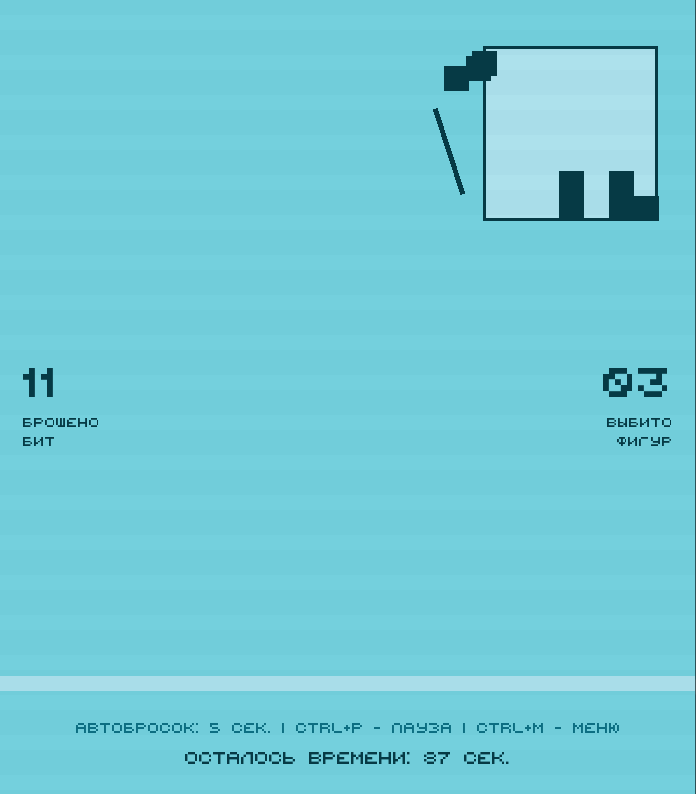 11
БРОШЕНО
БИТ
03
ВЫБИТО
ФИГУР
АВТОБРОСОК: 5 СЕК. | CTRL+P - ПАУЗА | CTRL+M - МЕНЮ
ОСТАЛОСЬ ВРЕМЕНИ: 87 СЕК.